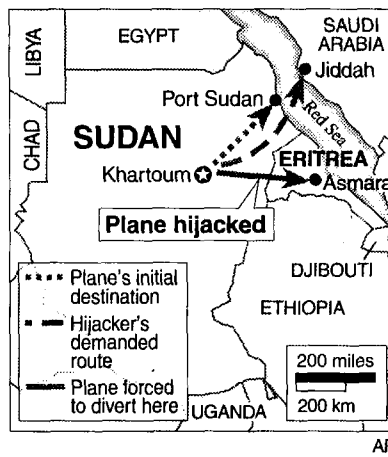 LIBYA
EGYPT
SAUDI
ARABIA
Jiddah
Port Sudan
Red Sea
CHAD
SUDAN
ERITREA
Khartoum
Asmara
Plane hijacked
DJIBOUTI
ETHIOPIA
Plane's initial
destination
Hijacker's
demanded
route
Plane forced
to divert here
200 miles
200 km
UGANDA